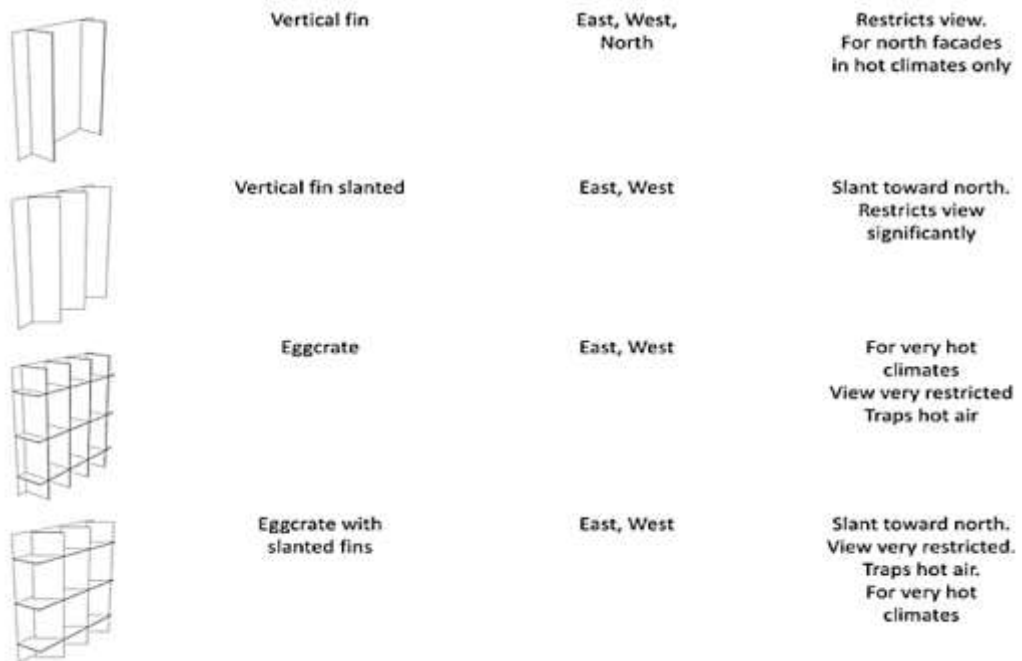 Vertical fin
East, West,
North
Restricts view.
For north facades
in hot climates only
Vertical fin slanted
East, West
Slant toward north.
Restricts view
significantly
Eggcrate
East, West
For very hot
climates
View very restricted
Traps hot air
Eggcrate with
slanted fins
East, West
Slant toward north.
View very restricted.
Traps hot air.
For very hot
climates